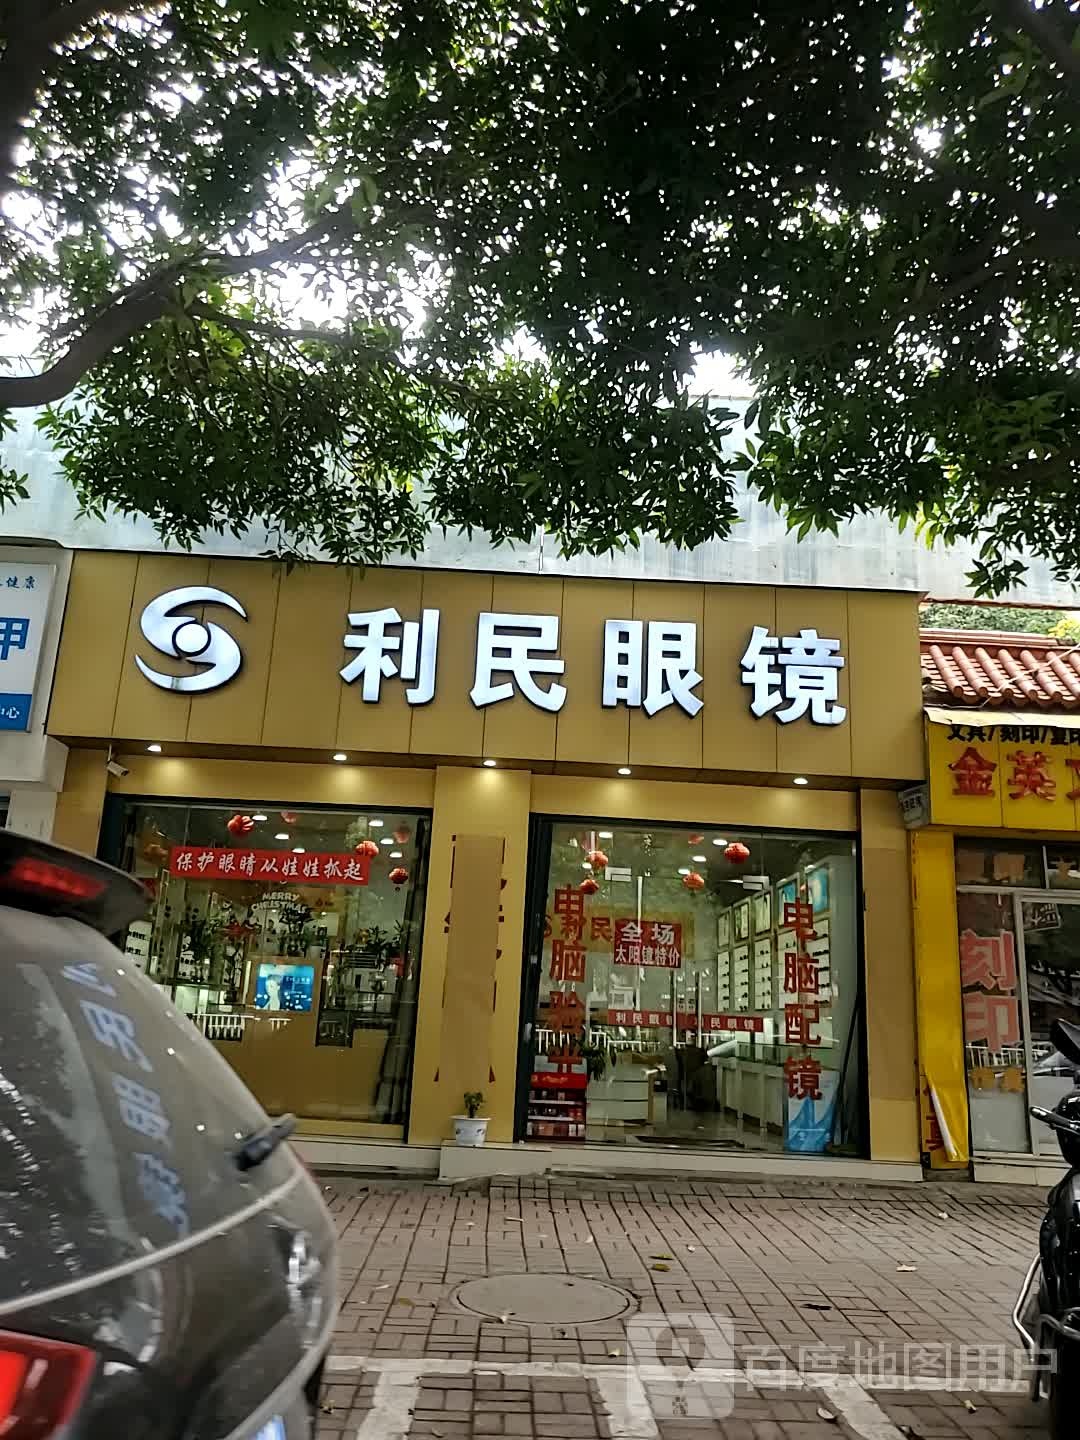 健康
甲
中心
利民眼镜
文具/刻印/复印
金英文
保护眼睛从娃娃抓起
MERRY
CHRISTMAS
电脑验光
利民
全场
太阳镜特价
利民眼镜
民眼镜
电脑配镜
刻印
百度地图用户